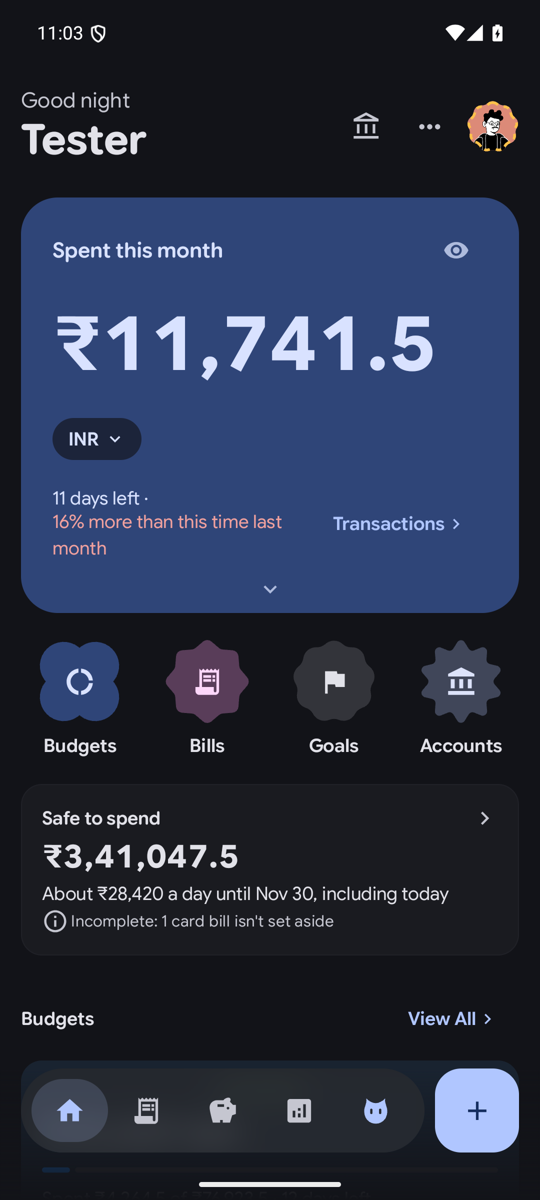 11:03
Good night
Tester
Spent this month
₹11,741.5
INR
11 days left ·
16% more than this time last
month
Transactions
Budgets
Bills
Goals
Accounts
Safe to spend
₹3,41,047.5
About ₹28,420 a day until Nov 30, including today
Incomplete: 1 card bill isn't set aside
Budgets
View All